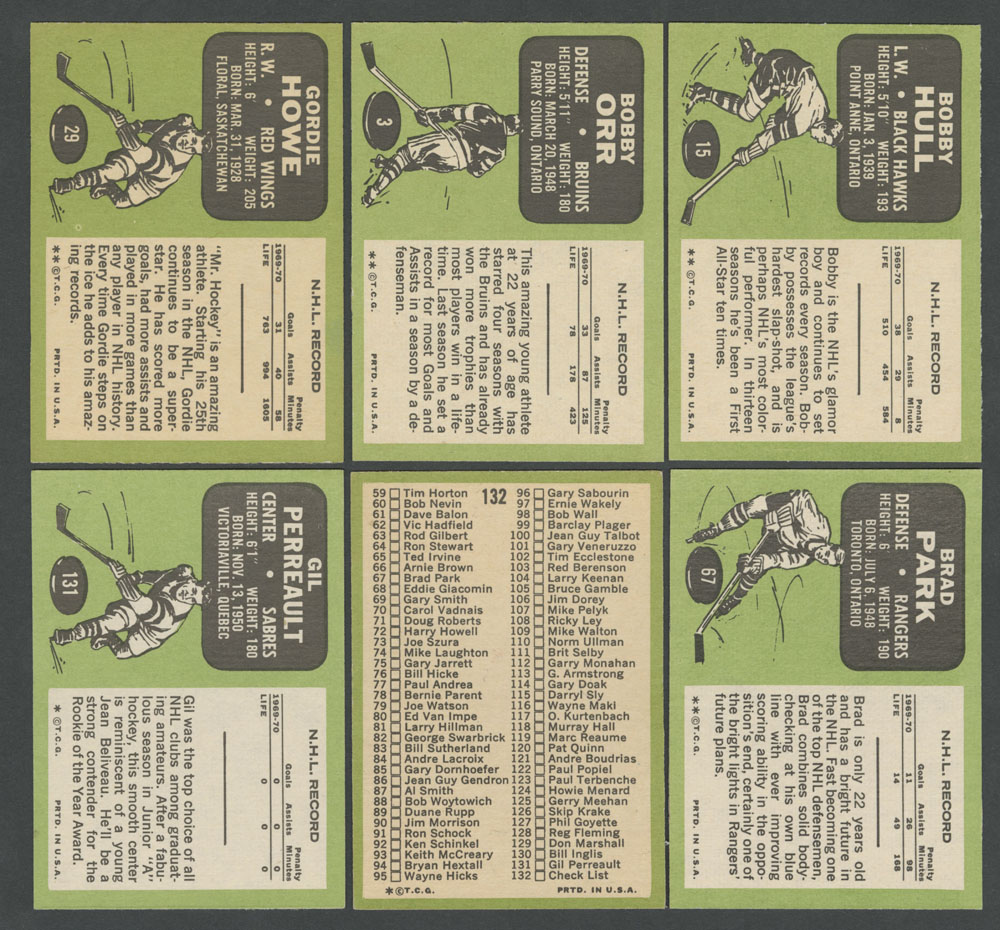 GORDIE
HOWE
R.W. • RED WINGS
HEIGHT: 6' WEIGHT: 205
BORN: MAR. 31, 1928
FLORAL, SASKATCHEWAN
29
N.H.L. RECORD
Goals Assists Penalty Minutes
1969-70 31 40 58
LIFE 763 994 1605
"Mr. Hockey" is an amazing
athlete. Starting his 25th
season in the NHL, Gordie
continues to be a super-
star. He has scored more
goals, had more assists and
played in more games than
any player in NHL history.
Every time Gordie steps on
the ice he adds to his amaz-
ing records.
**©T.C.G. PRTD. IN U.S.A.
BOBBY
ORR
DEFENSE • BRUINS
HEIGHT: 5'11" WEIGHT: 180
BORN: MARCH 20, 1948
PARRY SOUND, ONTARIO
3
N.H.L. RECORD
Goals Assists Penalty Minutes
1969-70 33 87 125
LIFE 78 178 423
This amazing young athlete
at 22 years of age has
starred four seasons with
the Bruins and has already
won more trophies than
most players win in a life-
time. Last season he set a
record for most Goals and
Assists in a season by a de-
fenseman.
**©T.C.G. PRTD. IN U.S.A.
BOBBY
HULL
L.W. • BLACK HAWKS
HEIGHT: 5'10" WEIGHT: 193
BORN: JAN. 3, 1939
POINT ANNE, ONTARIO
15
N.H.L. RECORD
Goals Assists Penalty Minutes
1969-70 38 29 8
LIFE 510 454 584
Bobby is the NHL's glamor
boy and continues to set
records every season. Bob-
by possesses the league's
hardest slap-shot, and is
perhaps NHL's most color-
ful performer. In thirteen
seasons he's been a First
All-Star ten times.
**©T.C.G. PRTD. IN U.S.A.
GIL
PERREAULT
CENTER • SABRES
HEIGHT: 6'1" WEIGHT: 180
BORN: NOV. 13, 1950
VICTORIAVILLE, QUEBEC
131
N.H.L. RECORD
Goals Assists Penalty Minutes
1969-70 0 0 0
LIFE 0 0 0
Gil was the top choice of all
NHL clubs among graduat-
ing amateurs. After a fabu-
lous season in Junior "A"
hockey, this smooth center
is reminiscent of a young
Jean Beliveau. He'll be a
strong contender for the
Rookie of the Year Award.
*©T.C.G. PRTD. IN U.S.A.
132
59 Tim Horton
60 Bob Nevin
61 Dave Balon
62 Vic Hadfield
63 Rod Gilbert
64 Ron Stewart
65 Ted Irvine
66 Arnie Brown
67 Brad Park
68 Eddie Giacomin
69 Gary Smith
70 Carol Vadnais
71 Doug Roberts
72 Harry Howell
73 Joe Szura
74 Mike Laughton
75 Gary Jarrett
76 Bill Hicke
77 Paul Andrea
78 Bernie Parent
79 Joe Watson
80 Ed Van Impe
81 Larry Hillman
82 George Swarbrick
83 Bill Sutherland
84 Andre Lacroix
85 Gary Dornhoefer
86 Jean Guy Gendron
87 Al Smith
88 Bob Woytowich
89 Duane Rupp
90 Jim Morrison
91 Ron Schock
92 Ken Schinkel
93 Keith McCreary
94 Bryan Hextall
95 Wayne Hicks
96 Gary Sabourin
97 Ernie Wakely
98 Bob Wall
99 Barclay Plager
100 Jean Guy Talbot
101 Gary Veneruzzo
102 Tim Ecclestone
103 Red Berenson
104 Larry Keenan
105 Bruce Gamble
106 Jim Dorey
107 Mike Pelyk
108 Ricky Ley
109 Mike Walton
110 Norm Ullman
111 Brit Selby
112 Garry Monahan
113 G. Armstrong
114 Gary Doak
115 Darryl Sly
116 Wayne Maki
117 O. Kurtenbach
118 Murray Hall
119 Marc Reaume
120 Pat Quinn
121 Andre Boudrias
122 Paul Popiel
123 Paul Terbenche
124 Howie Menard
125 Gerry Meehan
126 Skip Krake
127 Phil Goyette
128 Reg Fleming
129 Don Marshall
130 Bill Inglis
131 Gil Perreault
132 Check List
*©T.C.G. PRTD. IN U.S.A.
BRAD
PARK
DEFENSE • RANGERS
HEIGHT: 6' WEIGHT: 190
BORN: JULY 6, 1948
TORONTO, ONTARIO
67
N.H.L. RECORD
Goals Assists Penalty Minutes
1969-70 11 26 98
LIFE 14 49 168
Brad is only 22 years old
and has a bright future in
the NHL. Fast becoming one
of the top NHL defensemen,
Brad combines solid body-
checking at his own blue
line with ever improving
scoring ability in the oppo-
sition's end, certainly one of
the bright lights in Rangers'
future plans.
**©T.C.G. PRTD. IN U.S.A.